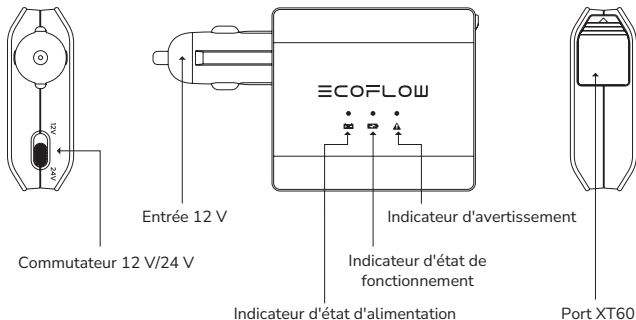 12V
24V
ECOFLOW
Entrée 12 V
Indicateur d'avertissement
Commutateur 12 V/24 V
Indicateur d'état de
fonctionnement
Indicateur d'état d'alimentation
Port XT60